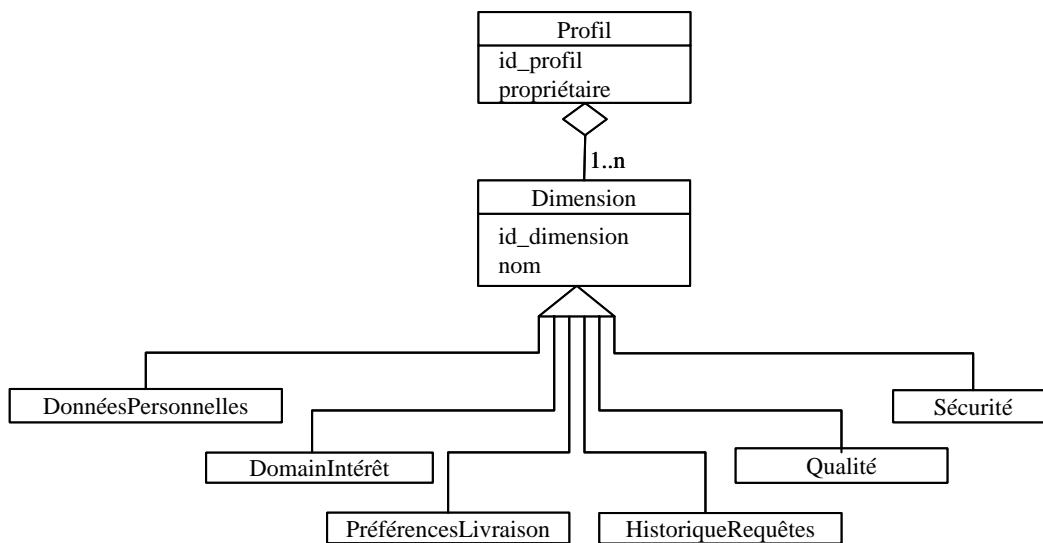 Profil
id_profil
propriétaire
1..n
Dimension
id_dimension
nom
DonnéesPersonnelles
Sécurité
DomainIntérêt
Qualité
PréférencesLivraison
HistoriqueRequêtes